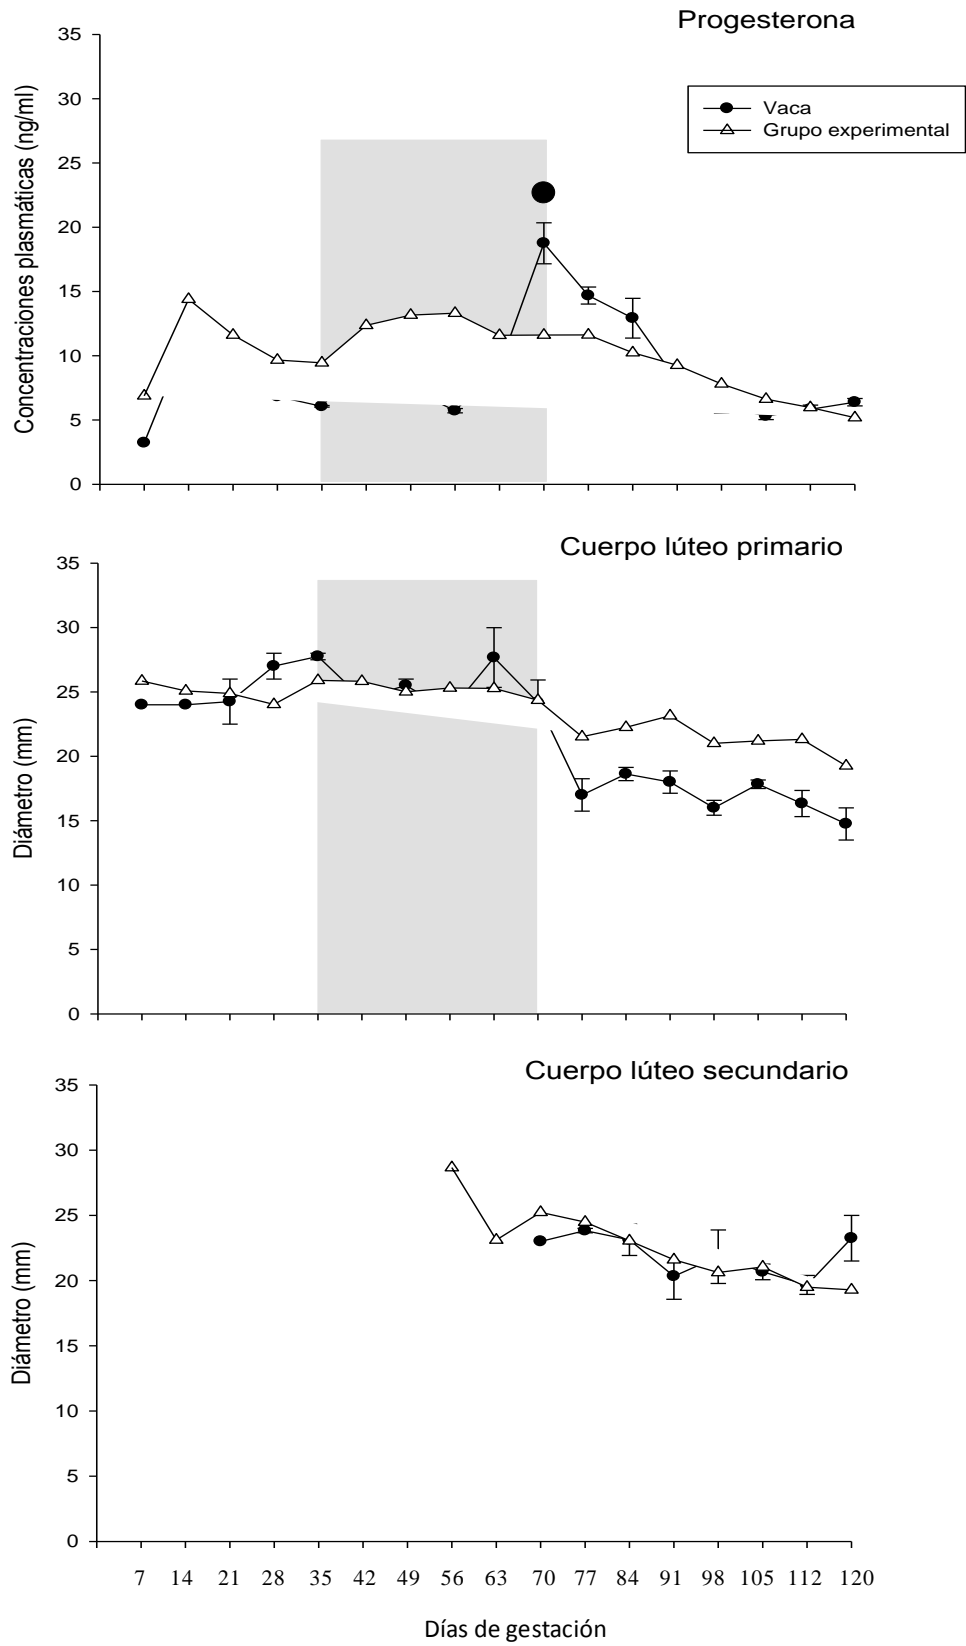 Progesterona
35
30
25
20
15
10
5
0
Concentraciones plasmáticas (ng/ml)
Vaca
Grupo experimental
Cuerpo lúteo primario
35
30
25
20
15
10
5
0
Diámetro (mm)
Cuerpo lúteo secundario
35
30
25
20
15
10
5
0
Diámetro (mm)
7 14 21 28 35 42 49 56 63 70 77 84 91 98 105 112 120
Días de gestación